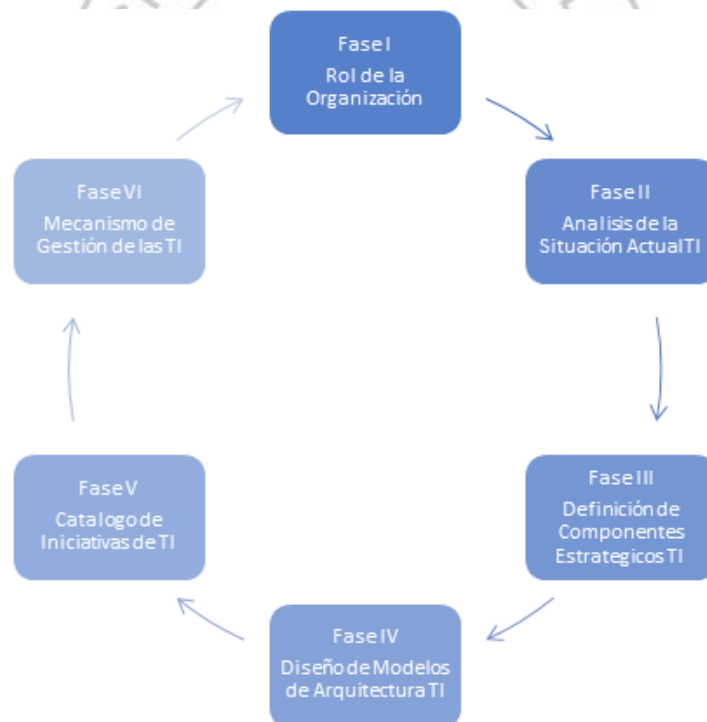 Fase I
Rol de la
Organización
Fase II
Analisis de la
Situación Actual TI
Fase III
Definición de
Componentes
Estrategicos TI
Fase IV
Diseño de Modelos
de Arquitectura TI
Fase V
Catalogo de
Iniciativas de TI
Fase VI
Mecanismo de
Gestión de las TI